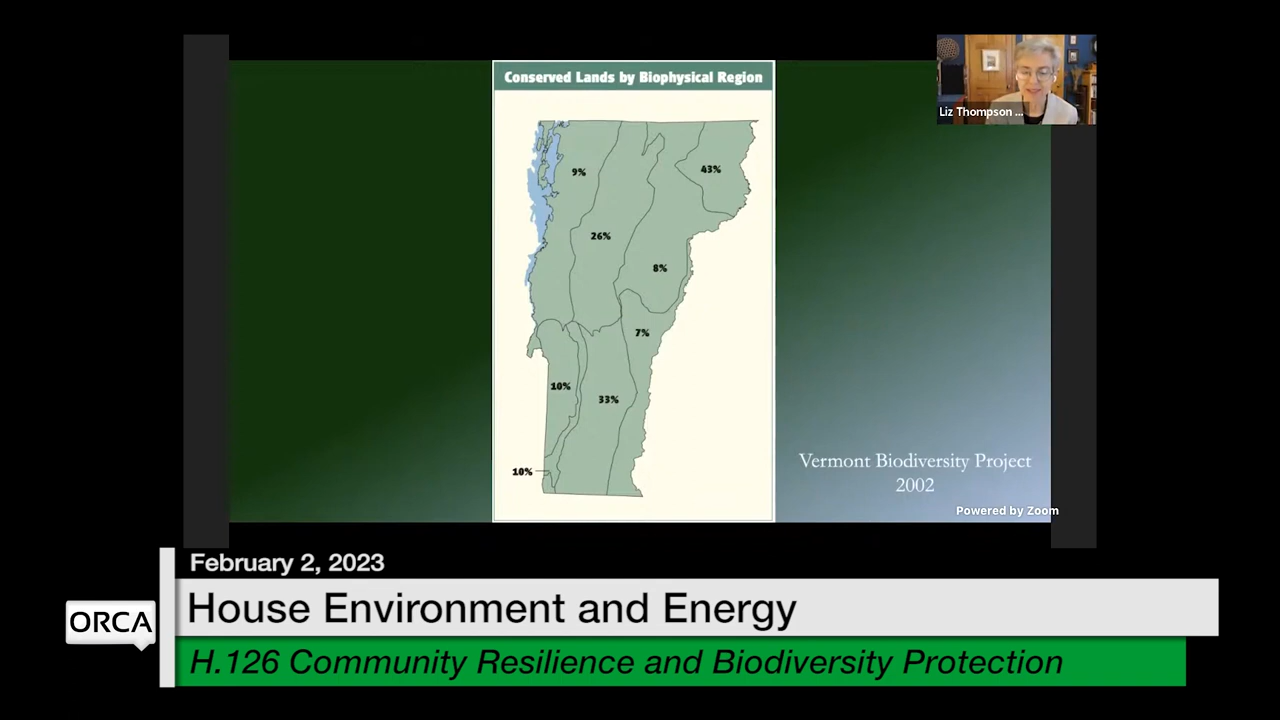 Conserved Lands by Biophysical Region
Liz Thompson ...
9%
43%
26%
8%
7%
10%
33%
10%
Vermont Biodiversity Project
2002
Powered by Zoom
February 2, 2023
House Environment and Energy
ORCA
H.126 Community Resilience and Biodiversity Protection